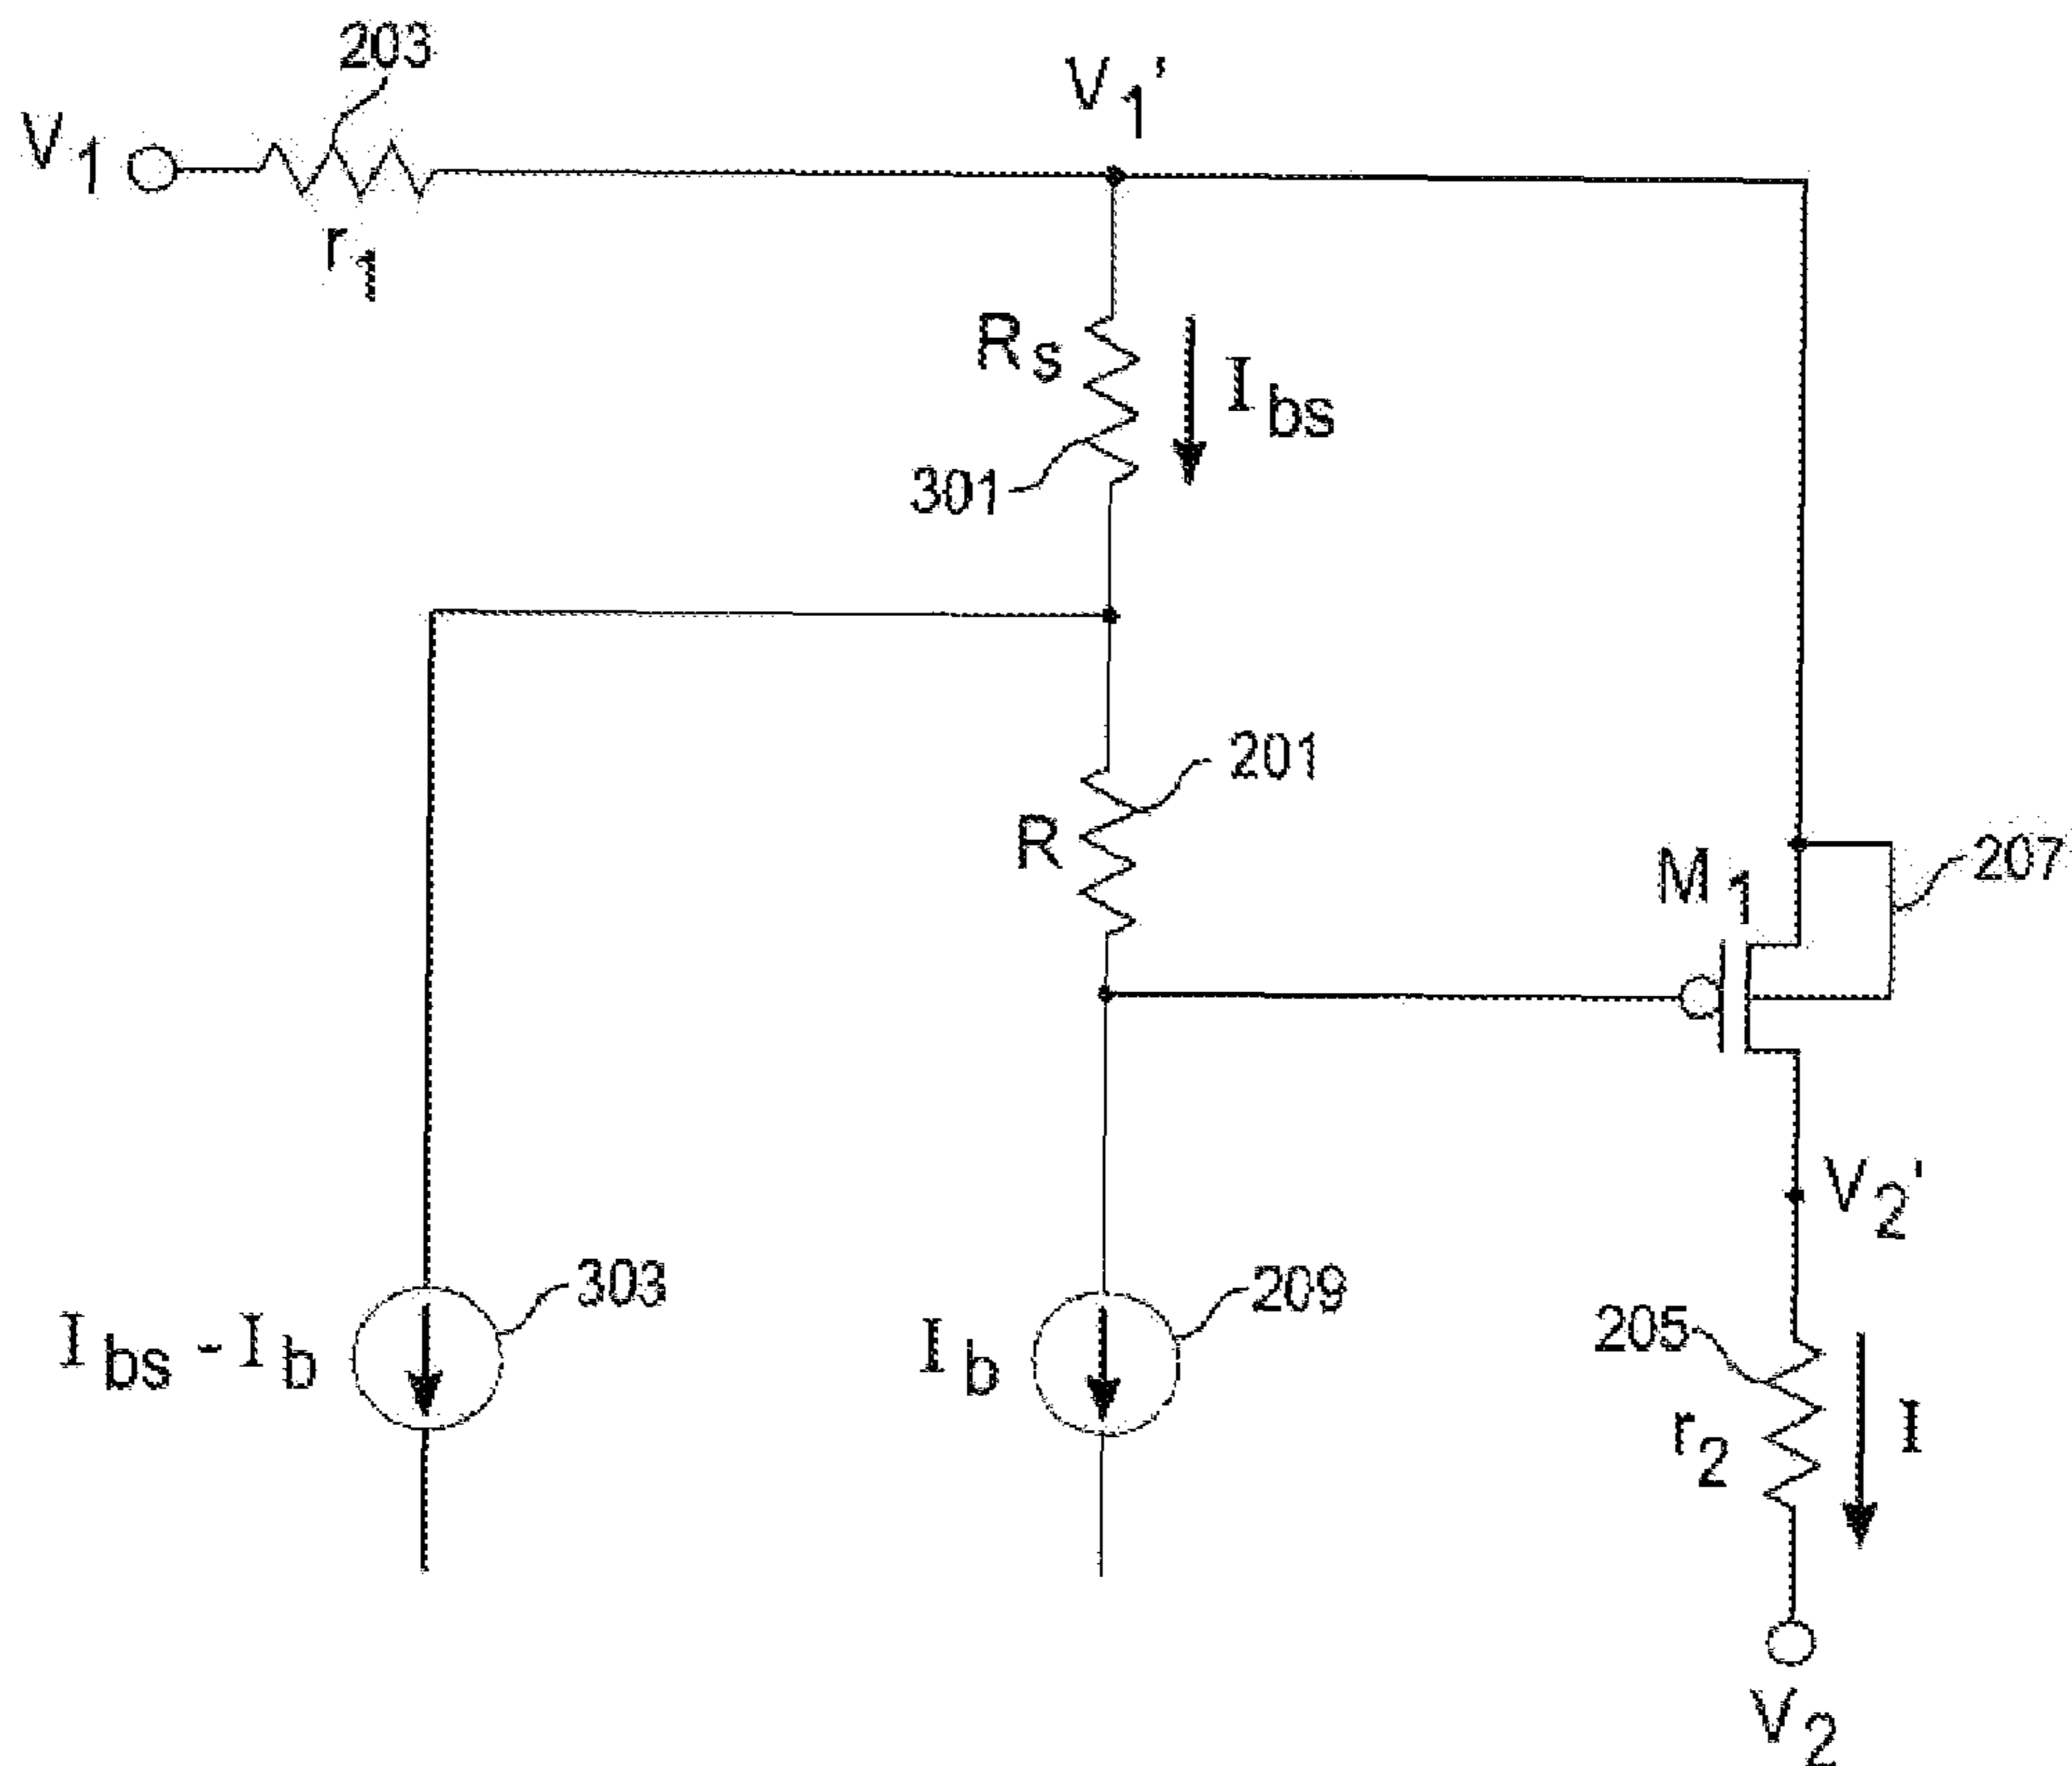 203
V1
V1'
r1
Rs
Ibs
301
201
R
M1
207
V2'
303
209
Ibs - Ib
Ib
205
r2
I
V2